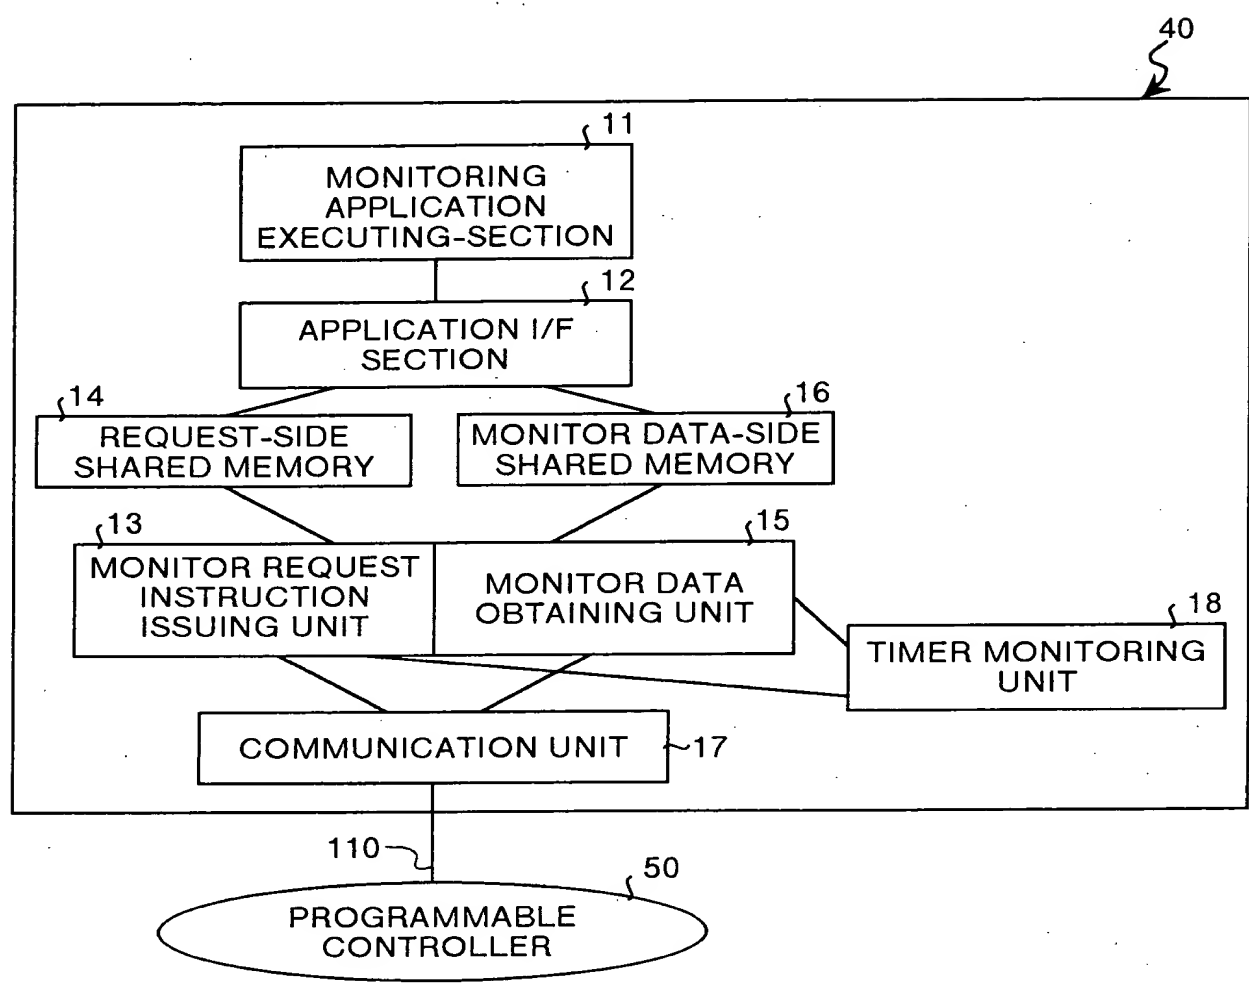 40
11
MONITORING
APPLICATION
EXECUTING-SECTION
12
APPLICATION I/F
SECTION
14
REQUEST-SIDE
SHARED MEMORY
16
MONITOR DATA-SIDE
SHARED MEMORY
13
MONITOR REQUEST
INSTRUCTION
ISSUING UNIT
15
MONITOR DATA
OBTAINING UNIT
18
TIMER MONITORING
UNIT
COMMUNICATION UNIT
17
110
50
PROGRAMMABLE
CONTROLLER